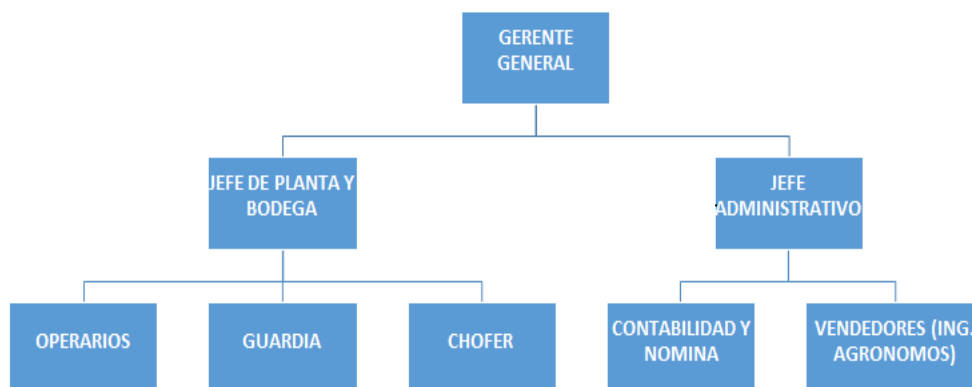 GERENTE
GENERAL
JEFE DE PLANTA Y
BODEGA
JEFE
ADMINISTRATIVO
OPERARIOS
GUARDIA
CHOFER
CONTABILIDAD Y
NOMINA
VENDEDORES (ING.
AGRONOMOS)